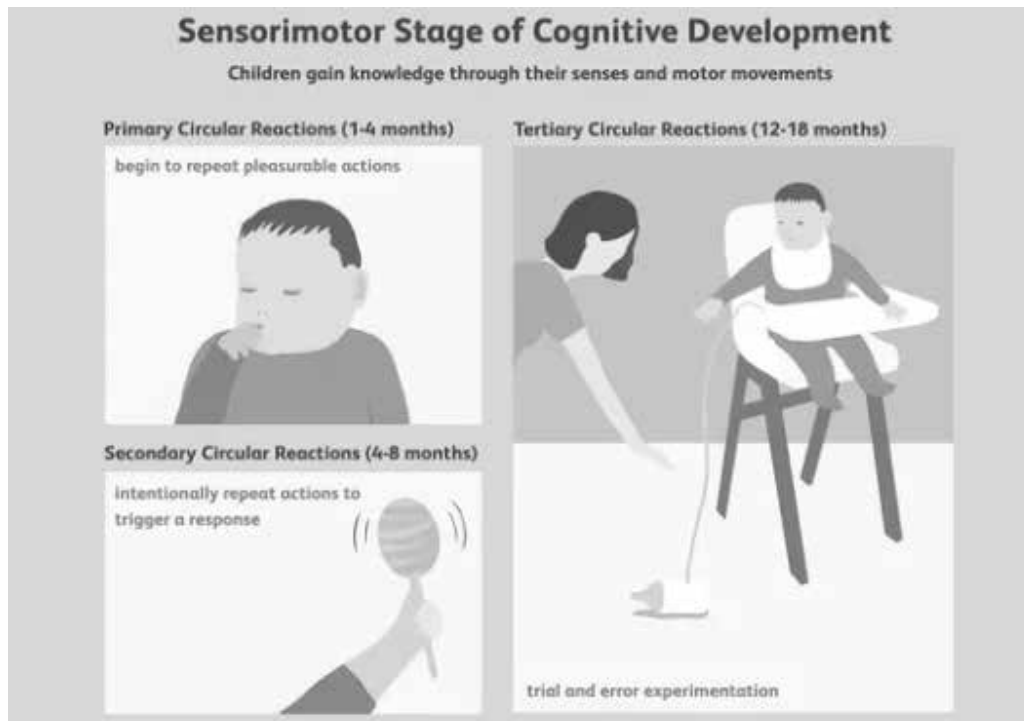 Sensorimotor Stage of Cognitive Development
Children gain knowledge through their senses and motor movements
Primary Circular Reactions (1-4 months)
begin to repeat pleasurable actions
Secondary Circular Reactions (4-8 months)
intentionally repeat actions to
trigger a response
Tertiary Circular Reactions (12-18 months)
trial and error experimentation